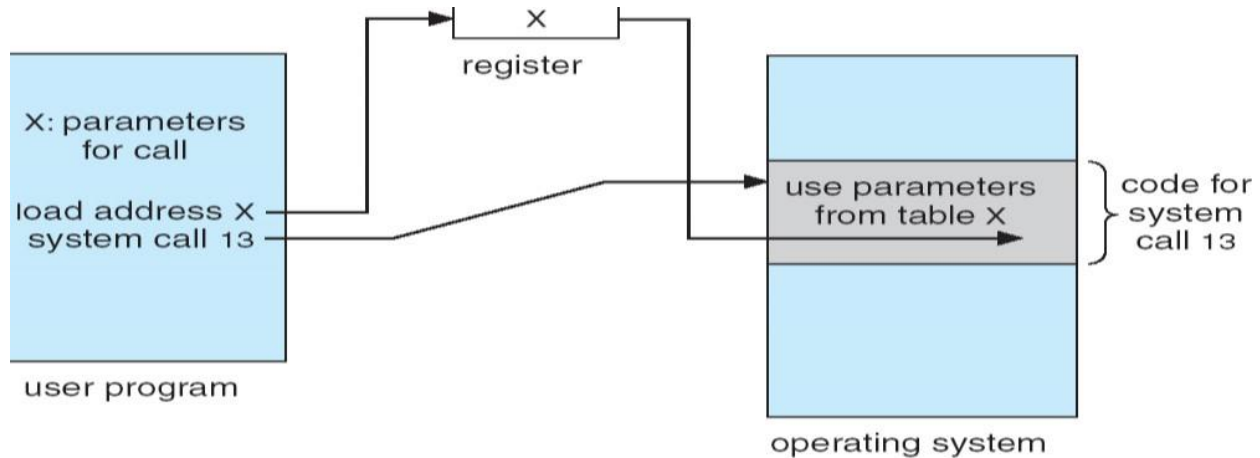 X
register
X: parameters
for call
load address X
system call 13
user program
use parameters
from table X
code for
system
call 13
operating system